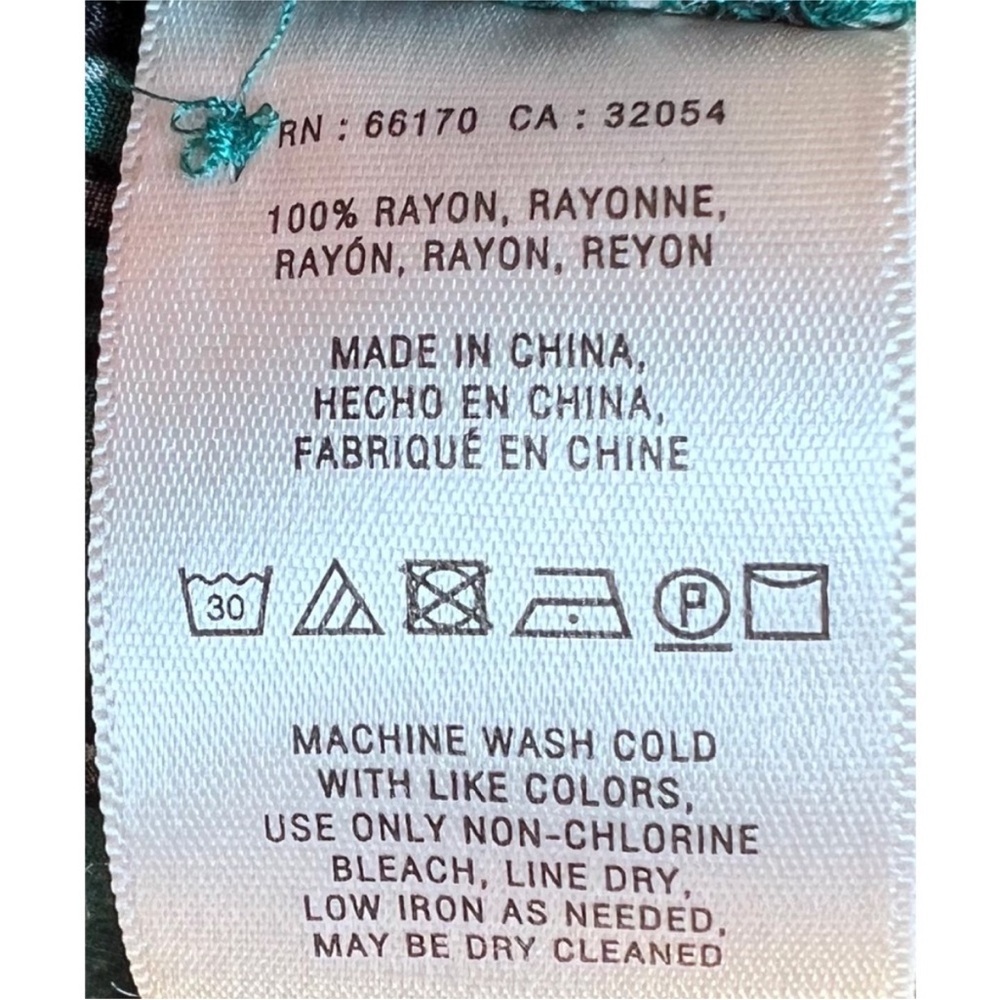 RN : 66170 CA : 32054
100% RAYON, RAYONNE,
RAYÓN, RAYON, REYON
MADE IN CHINA,
HECHO EN CHINA,
FABRIQUÉ EN CHINE
30 P
MACHINE WASH COLD
WITH LIKE COLORS,
USE ONLY NON-CHLORINE
BLEACH, LINE DRY,
LOW IRON AS NEEDED,
MAY BE DRY CLEANED